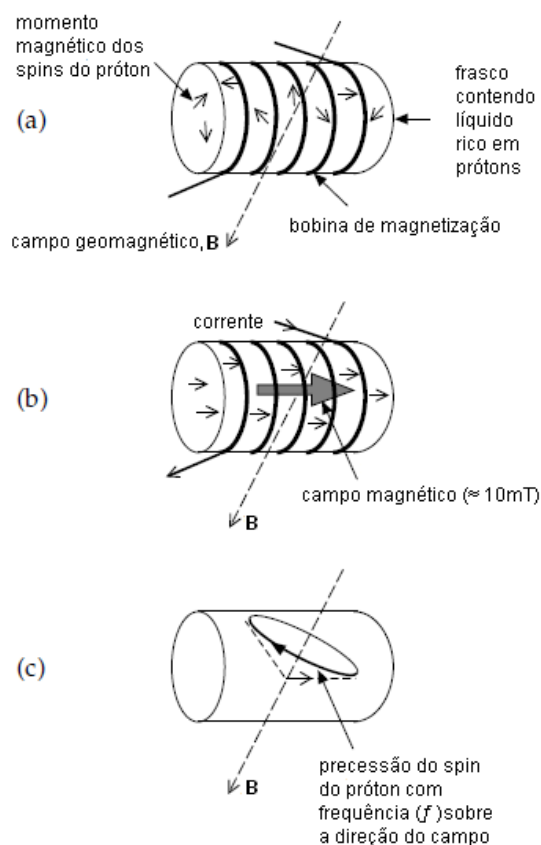 momento
magnético dos
spins do próton
(a)
frasco
contendo
líquido
rico em
prótons
bobina de magnetização
campo geomagnético, B
corrente
(b)
campo magnético (≈ 10mT)
B
(c)
B
precessão do spin
do próton com
frequência (f) sobre
a direção do campo